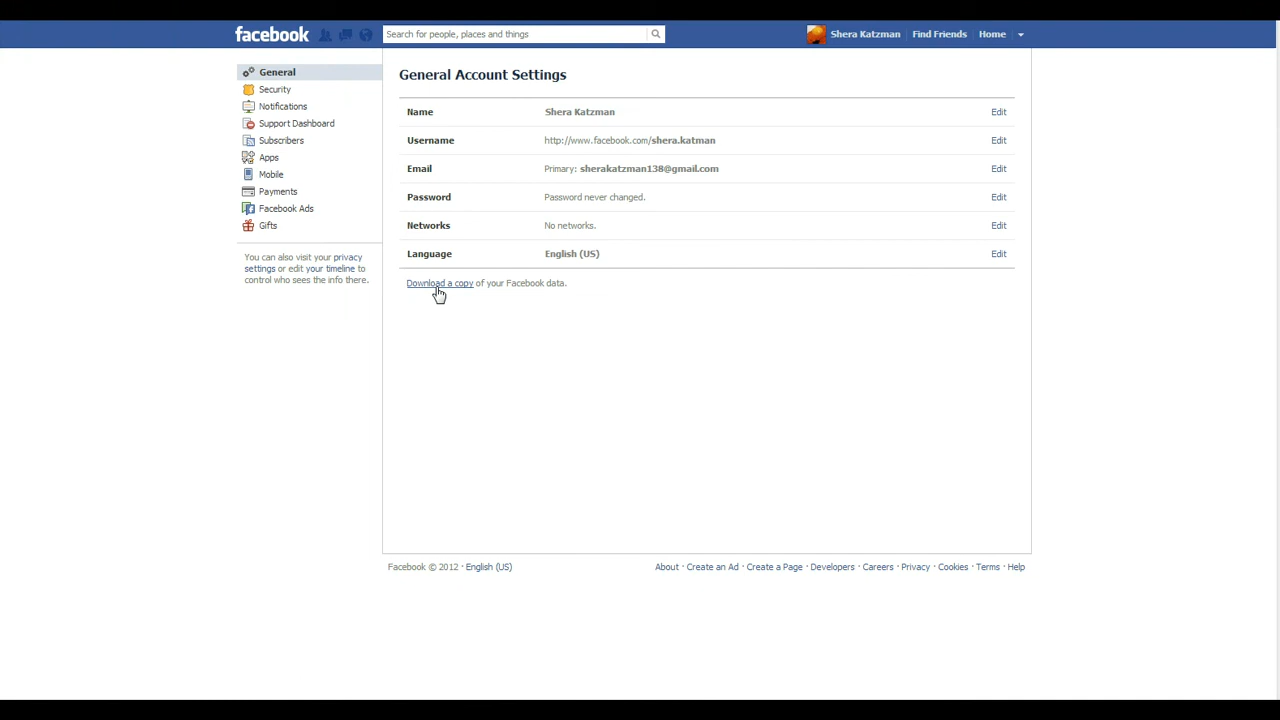 facebook
Search for people, places and things
Shera Katzman
Find Friends
Home
General
Security
Notifications
Support Dashboard
Subscribers
Apps
Mobile
Payments
Facebook Ads
Gifts
You can also visit your privacy
settings or edit your timeline to
control who sees the info there.
General Account Settings
Name Shera Katzman Edit
Username http://www.facebook.com/shera.katman Edit
Email Primary: sherakatzman138@gmail.com Edit
Password Password never changed. Edit
Networks No networks. Edit
Language English (US) Edit
Download a copy of your Facebook data.
Facebook © 2012 · English (US)
About · Create an Ad · Create a Page · Developers · Careers · Privacy · Cookies · Terms · Help